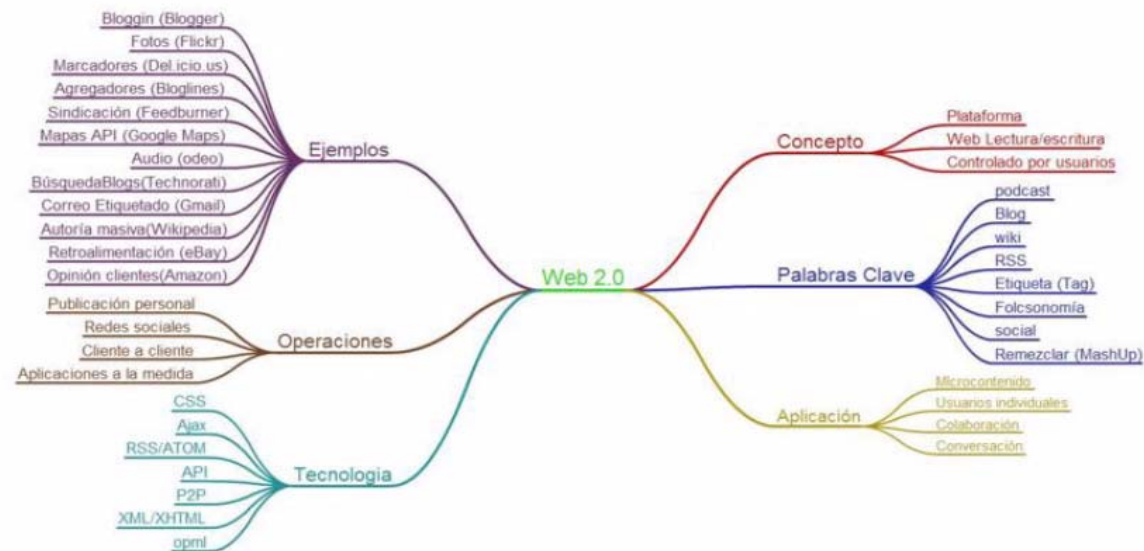 Web 2.0
Ejemplos
Bloggin (Blogger)
Fotos (Flickr)
Marcadores (Del.icio.us)
Agregadores (Bloglines)
Sindicación (Feedburner)
Mapas API (Google Maps)
Audio (odeo)
BúsquedaBlogs(Technorati)
Correo Etiquetado (Gmail)
Autoría masiva(Wikipedia)
Retroalimentación (eBay)
Opinión clientes(Amazon)
Operaciones
Publicación personal
Redes sociales
Cliente a cliente
Aplicaciones a la medida
Tecnologia
CSS
Ajax
RSS/ATOM
API
P2P
XML/XHTML
opml
Concepto
Plataforma
Web Lectura/escritura
Controlado por usuarios
Palabras Clave
podcast
Blog
wiki
RSS
Etiqueta (Tag)
Folcsonomía
social
Remezclar (MashUp)
Aplicación
Microcontenido
Usuarios individuales
Colaboración
Conversación